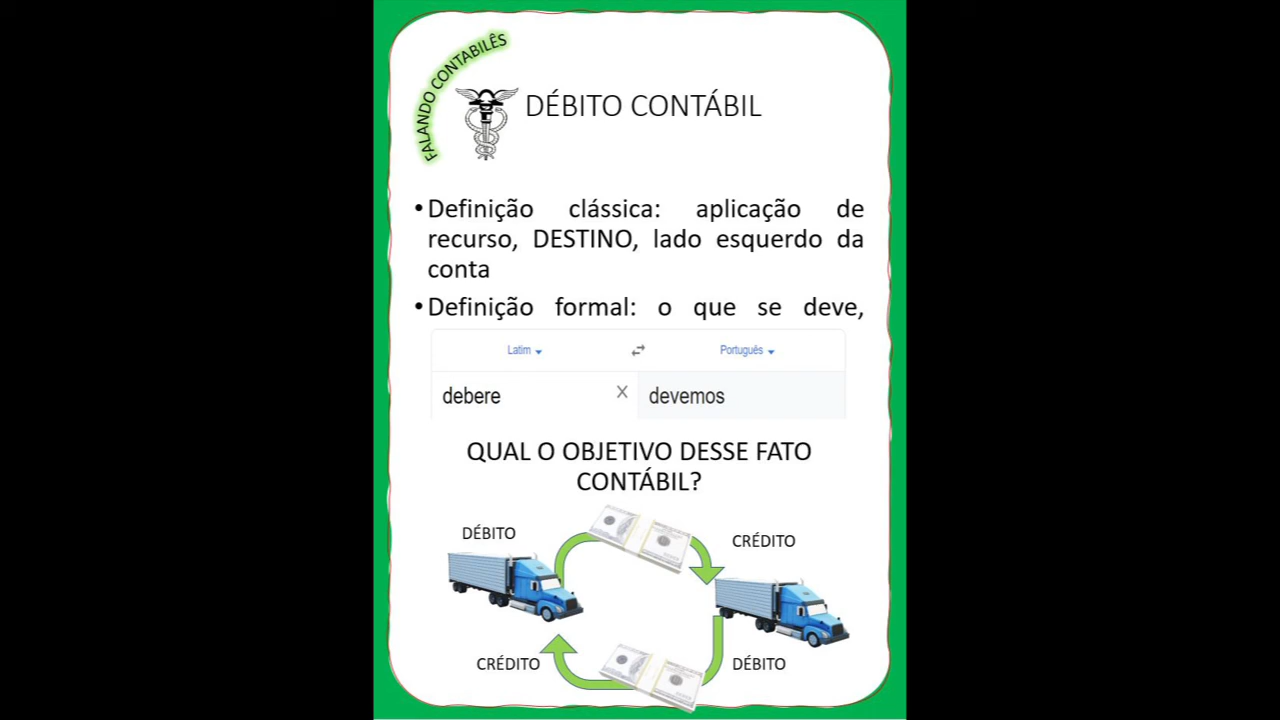 FALANDO CONTABILÊS
DÉBITO CONTÁBIL
•Definição clássica: aplicação de
recurso, DESTINO, lado esquerdo da
conta
•Definição formal: o que se deve,
Latim
Português
debere
X
devemos
QUAL O OBJETIVO DESSE FATO
CONTÁBIL?
DÉBITO
CRÉDITO
CRÉDITO
DÉBITO